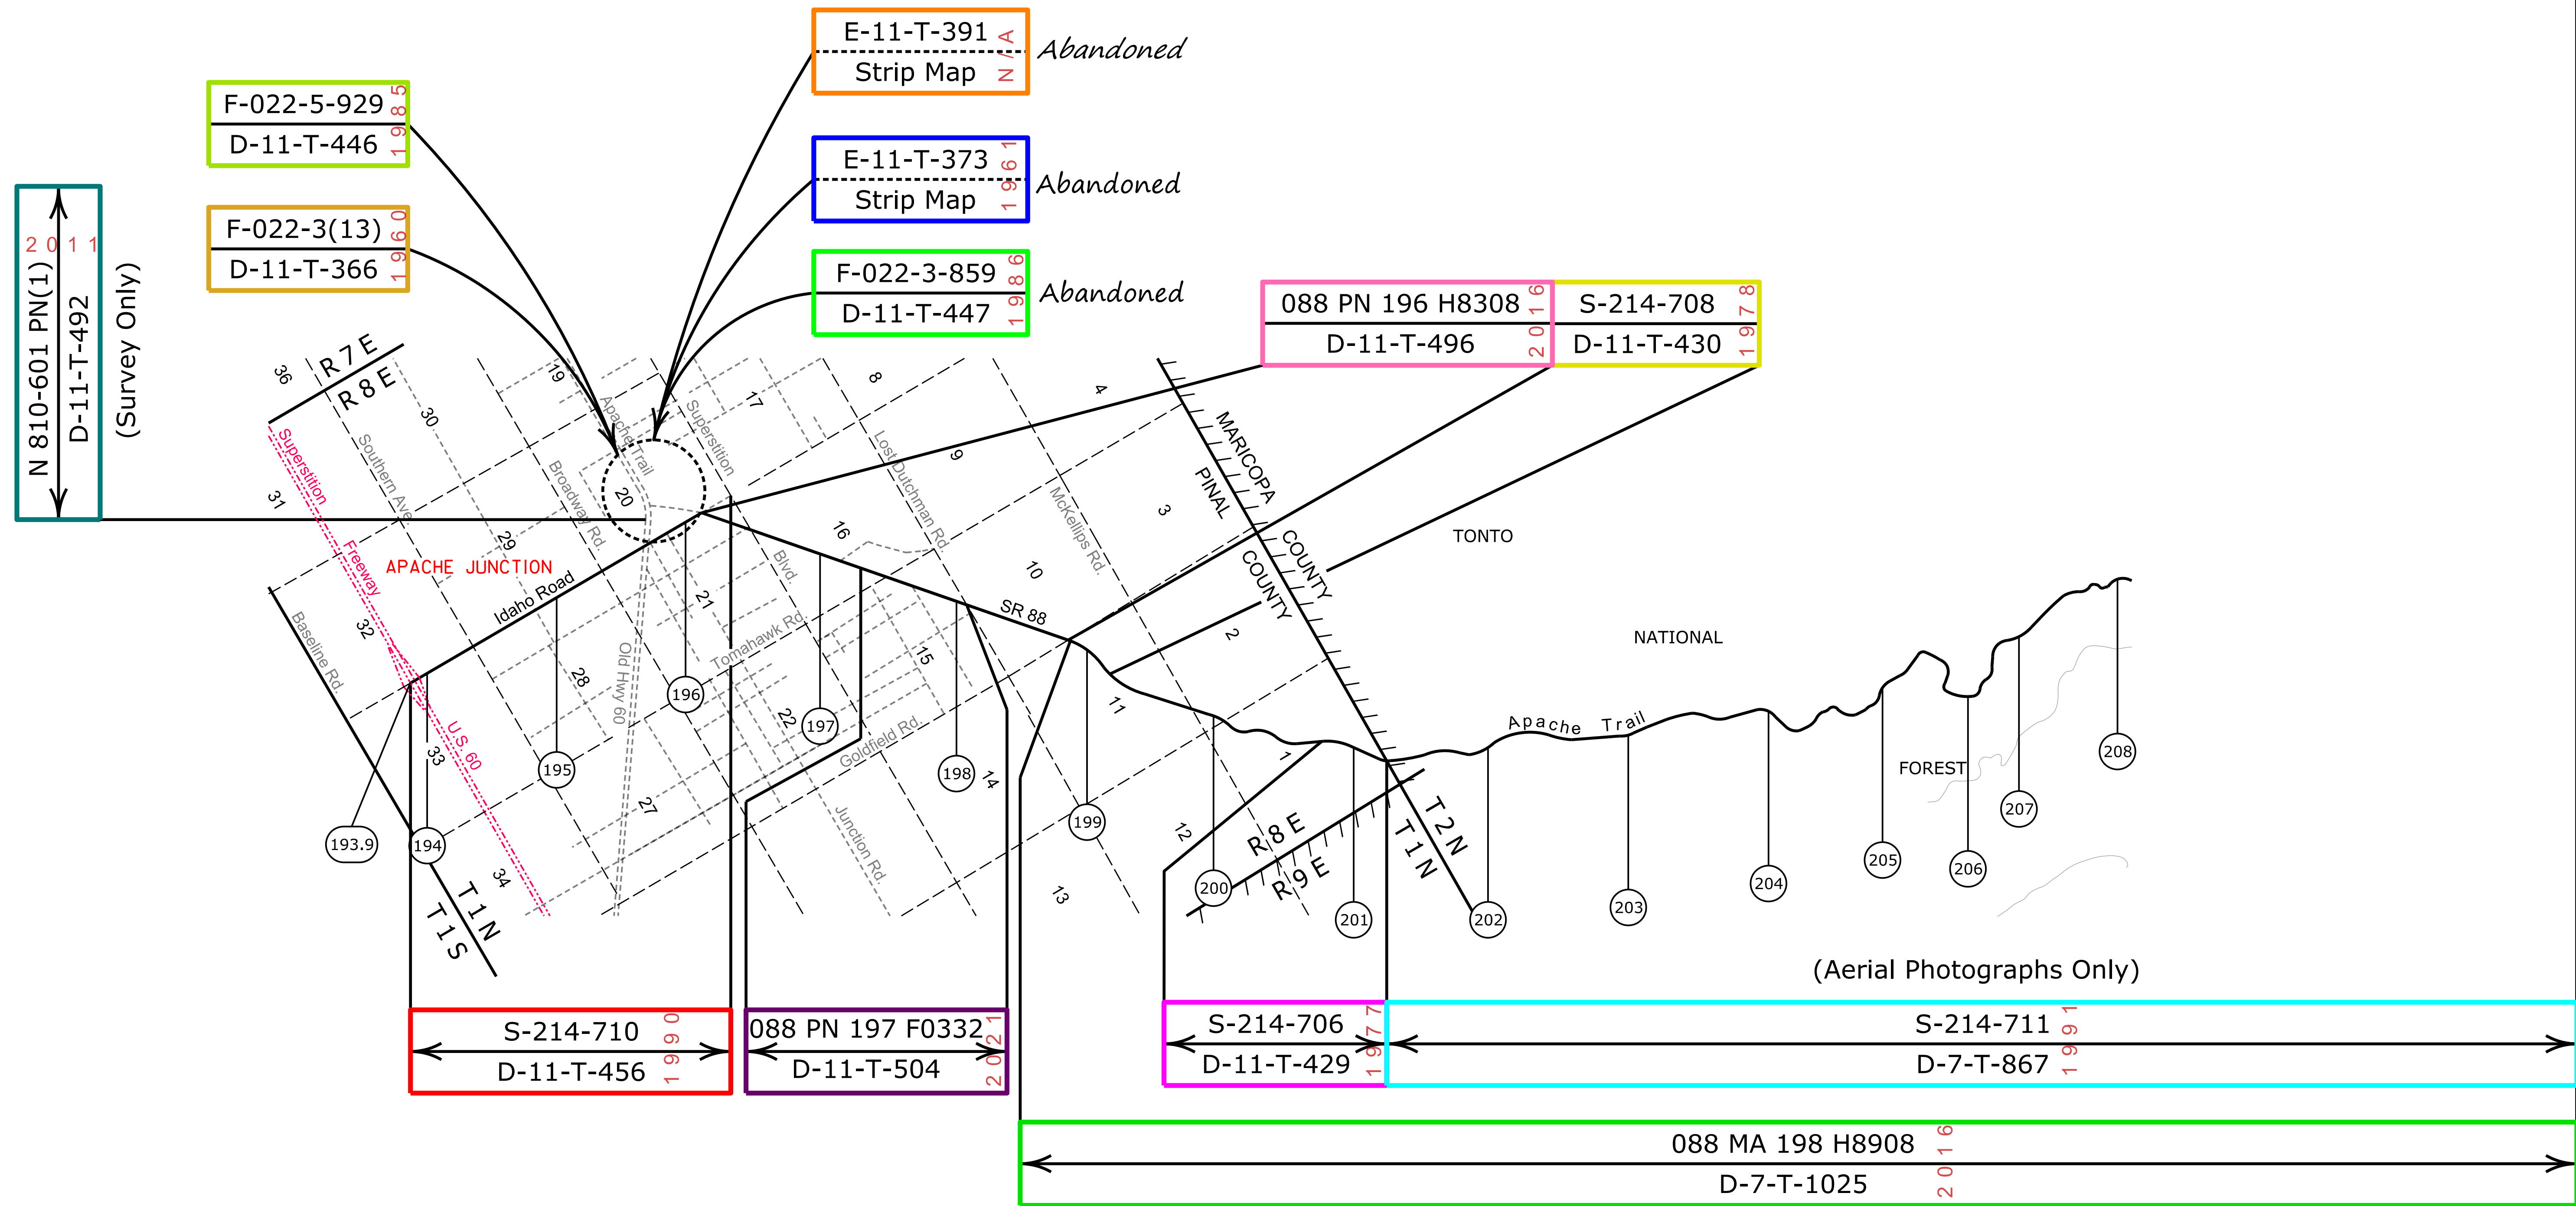 E-11-T-391
Strip Map
N/A
Abandoned
F-022-5-929
D-11-T-446
1985
E-11-T-373
Strip Map
1961
Abandoned
F-022-3(13)
D-11-T-366
1960
F-022-3-859
D-11-T-447
1986
Abandoned
N 810-601 PN(1)
D-11-T-492
2011
(Survey Only)
088 PN 196 H8308
D-11-T-496
2016
S-214-708
D-11-T-430
1978
R 7 E
R 8 E
36
19
17
8
4
30
9
31
20
3
29
16
10
32
21
2
28
15
11
33
22
1
27
14
12
34
13
Superstition
Freeway
U.S. 60
Southern Ave.
Broadway Rd.
Apache Trail
Superstition
Blvd.
Lost Dutchman Rd.
McKellips Rd.
Baseline Rd.
Idaho Road
APACHE JUNCTION
Old Hwy 60
Tomahawk Rd.
Goldfield Rd.
Junction Rd.
SR 88
MARICOPA
COUNTY
PINAL
COUNTY
TONTO
NATIONAL
FOREST
Apache Trail
193.9
194
195
196
197
198
199
200
201
202
203
204
205
206
207
208
T 1 N
T 1 S
R 8 E
R 9 E
T 2 N
T 1 N
(Aerial Photographs Only)
S-214-710
D-11-T-456
1990
088 PN 197 F0332
D-11-T-504
2021
S-214-706
D-11-T-429
1977
S-214-711
D-7-T-867
1991
088 MA 198 H8908
D-7-T-1025
2016